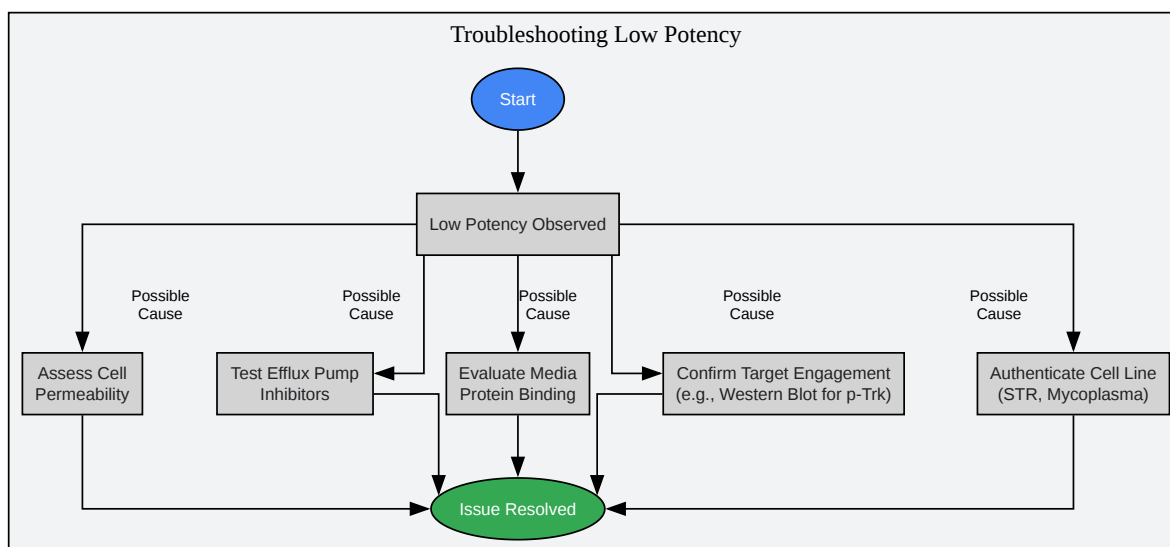 Troubleshooting Low Potency
Start
Low Potency Observed
Possible
Cause
Possible
Cause
Possible
Cause
Possible
Cause
Possible
Cause
Assess Cell
Permeability
Test Efflux Pump
Inhibitors
Evaluate Media
Protein Binding
Confirm Target Engagement
(e.g., Western Blot for p-Trk)
Authenticate Cell Line
(STR, Mycoplasma)
Issue Resolved